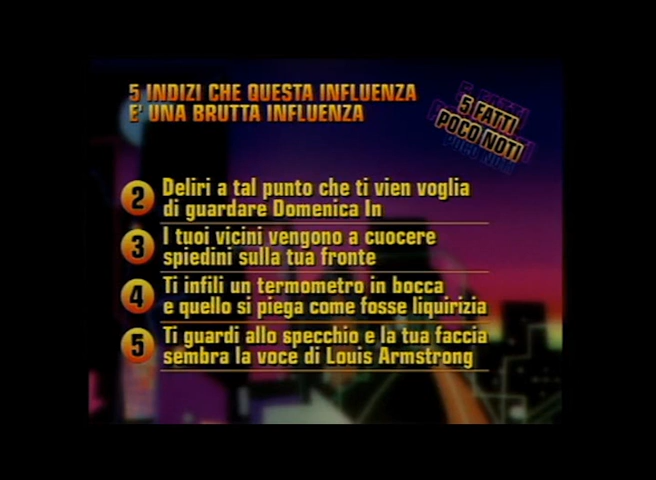 5 INDIZI CHE QUESTA INFLUENZA
E' UNA BRUTTA INFLUENZA
5 FATTI
POCO NOTI
2 Deliri a tal punto che ti vien voglia
di guardare Domenica In
3 I tuoi vicini vengono a cuocere
spiedini sulla tua fronte
4 Ti infili un termometro in bocca
e quello si piega come fosse liquirizia
5 Ti guardi allo specchio e la tua faccia
sembra la voce di Louis Armstrong